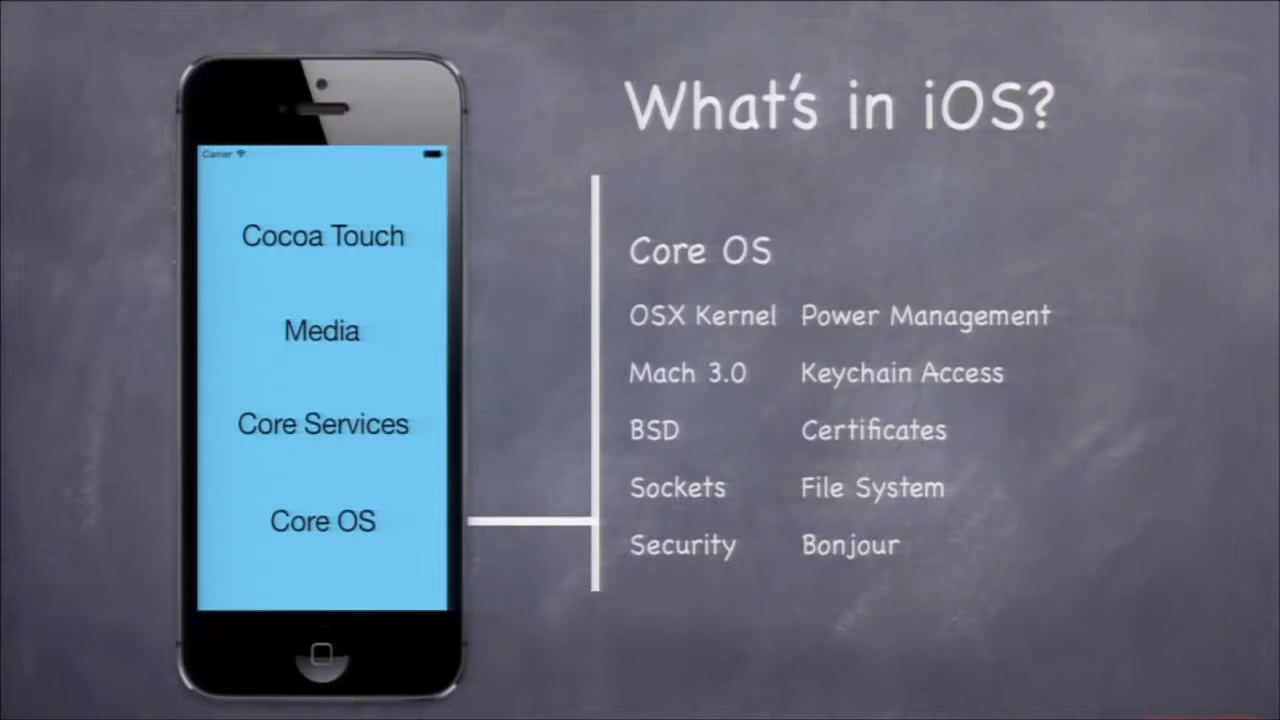 What's in iOS?
Carrier
Cocoa Touch
Media
Core Services
Core OS
Core OS
OSX Kernel Power Management
Mach 3.0 Keychain Access
BSD Certificates
Sockets File System
Security Bonjour